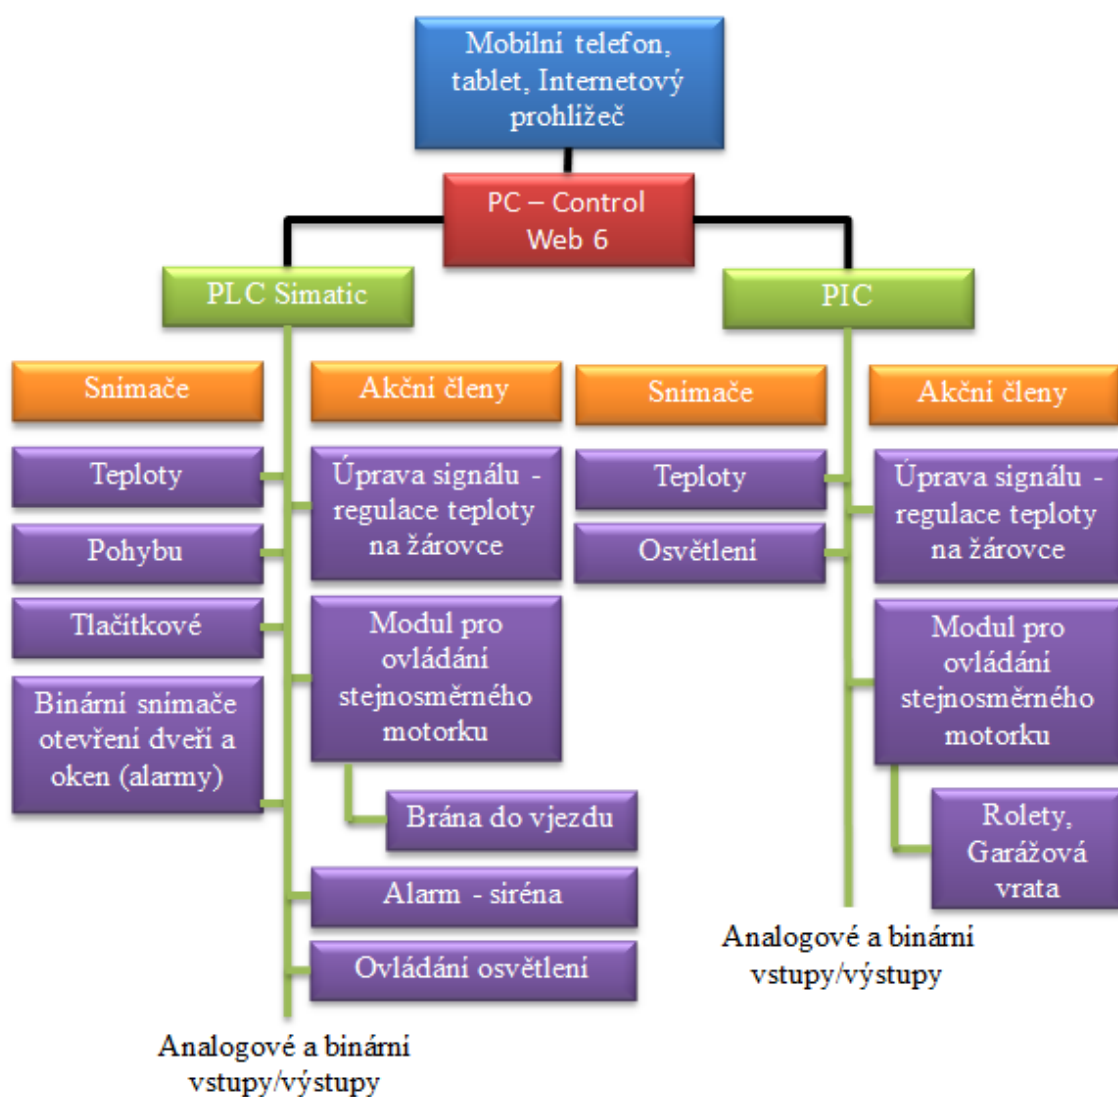 Mobilní telefon,
tablet, Internetový
prohlížeč
PC – Control
Web 6
PLC Simatic
Snímače
Akční členy
Teploty
Pohybu
Tlačítkové
Binární snímače
otevření dveří a
oken (alarmy)
Úprava signálu -
regulace teploty
na žárovce
Modul pro
ovládání
stejnosměrného
motorku
Brána do vjezdu
Alarm - siréna
Ovládání osvětlení
Analogové a binární
vstupy/výstupy
PIC
Snímače
Akční členy
Teploty
Osvětlení
Úprava signálu -
regulace teploty
na žárovce
Modul pro
ovládání
stejnosměrného
motorku
Rolety,
Garážová
vrata
Analogové a binární
vstupy/výstupy